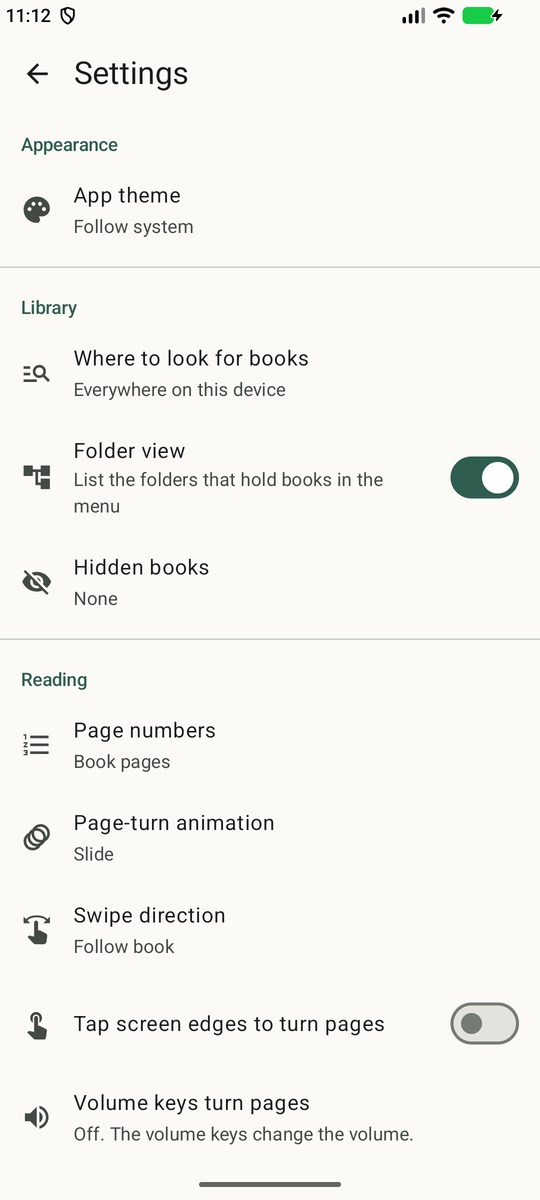 11:12
Settings
Appearance
App theme
Follow system
Library
Where to look for books
Everywhere on this device
Folder view
List the folders that hold books in the
menu
Hidden books
None
Reading
Page numbers
Book pages
Page-turn animation
Slide
Swipe direction
Follow book
Tap screen edges to turn pages
Volume keys turn pages
Off. The volume keys change the volume.